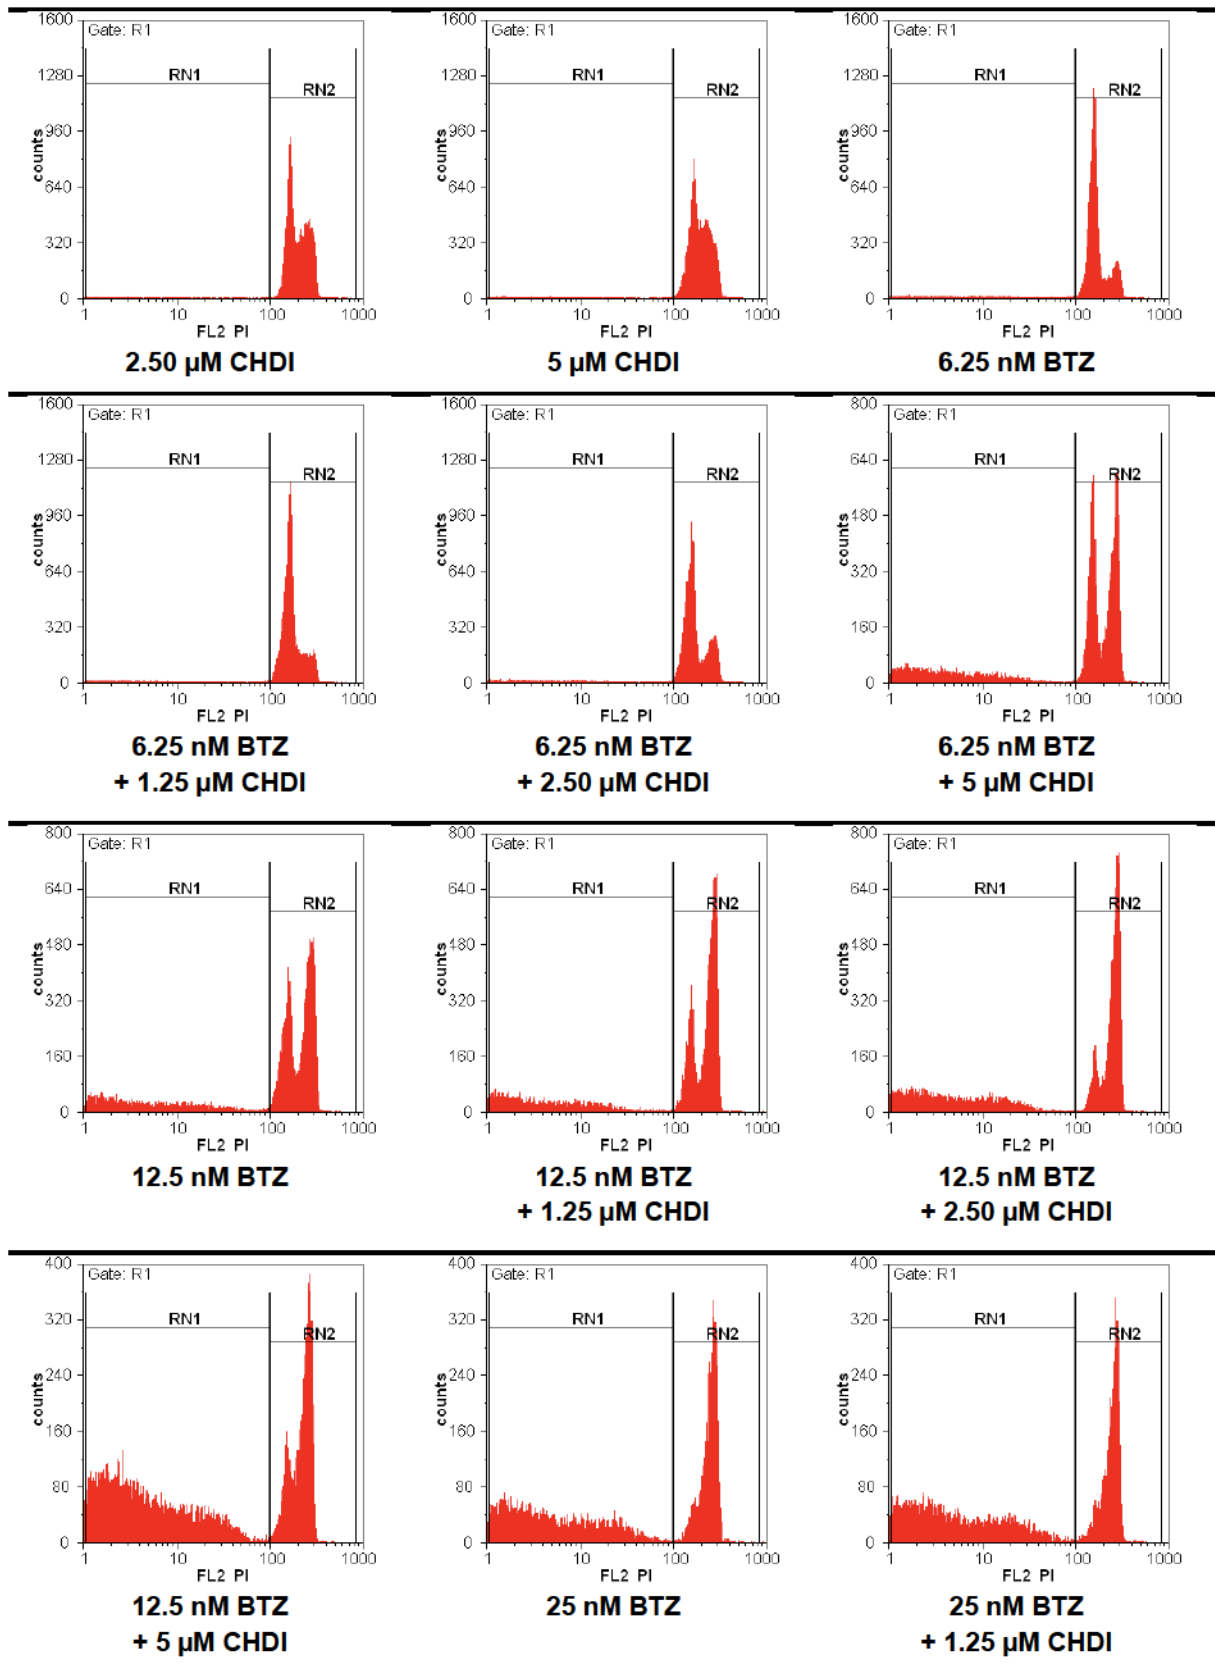 1600 Gate: R1 1600 Gate: R1 1600 Gate: R1
1280 RN1 1280 RN1 1280 RN1
RN2 RN2 RN2
960 960 960
counts counts counts
640 640 640
320 320 320
0 0 0
1 10 100 1000 1 10 100 1000 1 10 100 1000
FL2 PI FL2 PI FL2 PI
2.50 µM CHDI 5 µM CHDI 6.25 nM BTZ
1600 Gate: R1 1600 Gate: R1 800 Gate: R1
1280 RN1 1280 RN1 640 RN1
RN2 RN2 RN2
960 960 480
counts counts counts
640 640 320
320 320 160
0 0 0
1 10 100 1000 1 10 100 1000 1 10 100 1000
FL2 PI FL2 PI FL2 PI
6.25 nM BTZ 6.25 nM BTZ 6.25 nM BTZ
+ 1.25 µM CHDI + 2.50 µM CHDI + 5 µM CHDI
800 Gate: R1 800 Gate: R1 800 Gate: R1
640 RN1 640 RN1 640 RN1
RN2 RN2 RN2
480 480 480
counts counts counts
320 320 320
160 160 160
0 0 0
1 10 100 1000 1 10 100 1000 1 10 100 1000
FL2 PI FL2 PI FL2 PI
12.5 nM BTZ 12.5 nM BTZ 12.5 nM BTZ
+ 1.25 µM CHDI + 2.50 µM CHDI
400 Gate: R1 400 Gate: R1 400 Gate: R1
320 RN1 320 RN1 320 RN1
RN2 RN2 RN2
240 240 240
counts counts counts
160 160 160
80 80 80
0 0 0
1 10 100 1000 1 10 100 1000 1 10 100 1000
FL2 PI FL2 PI FL2 PI
12.5 nM BTZ 25 nM BTZ 25 nM BTZ
+ 5 µM CHDI + 1.25 µM CHDI